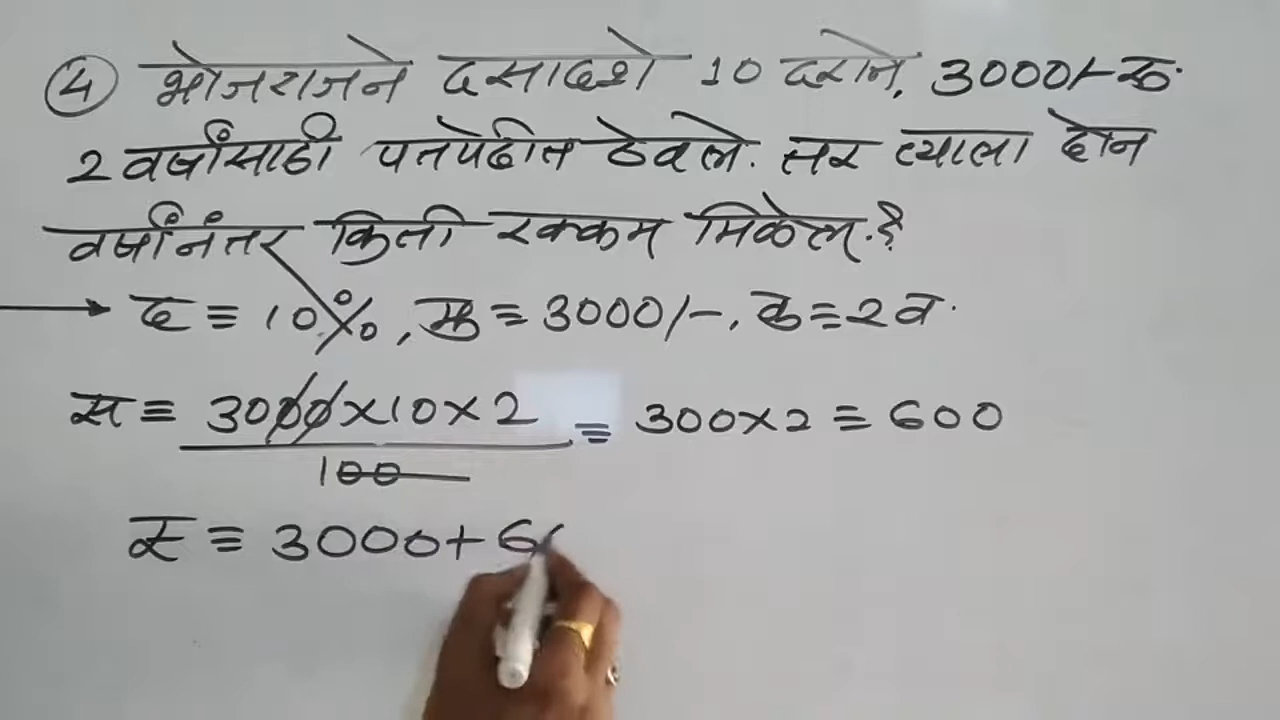 ④ भोजराजने दसादशे 10 दराने, 3000/- रु.
2 वर्षांसाठी पतपेढीत ठेवले. तर त्याला दोन
वर्षांनंतर किती रक्कम मिळेल.?
→ द = 10%, मु = 3000/-, क = 2 व.
स = 3000 × 10 × 2 / 100 = 300 × 2 = 600
र = 3000 + 60